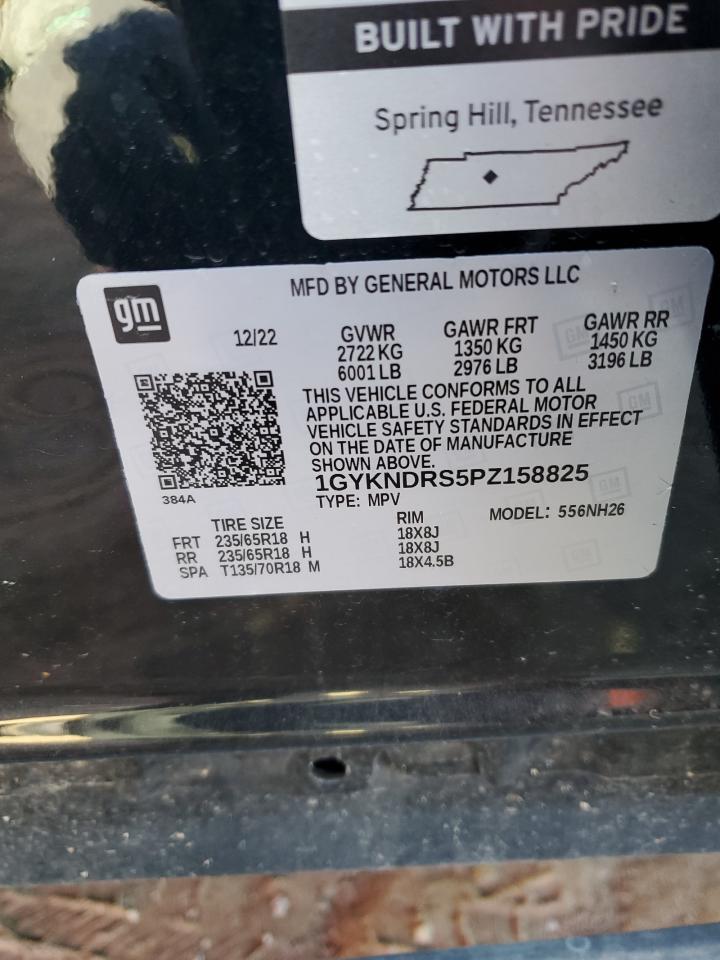 BUILT WITH PRIDE
Spring Hill, Tennessee
gm
MFD BY GENERAL MOTORS LLC
12/22
GVWR GAWR FRT GAWR RR
2722 KG 1350 KG 1450 KG
6001 LB 2976 LB 3196 LB
THIS VEHICLE CONFORMS TO ALL
APPLICABLE U.S. FEDERAL MOTOR
VEHICLE SAFETY STANDARDS IN EFFECT
ON THE DATE OF MANUFACTURE
SHOWN ABOVE.
384A
1GYKNDRS5PZ158825
TYPE: MPV MODEL: 556NH26
TIRE SIZE RIM
FRT 235/65R18 H 18X8J
RR 235/65R18 H 18X8J
SPA T135/70R18 M 18X4.5B